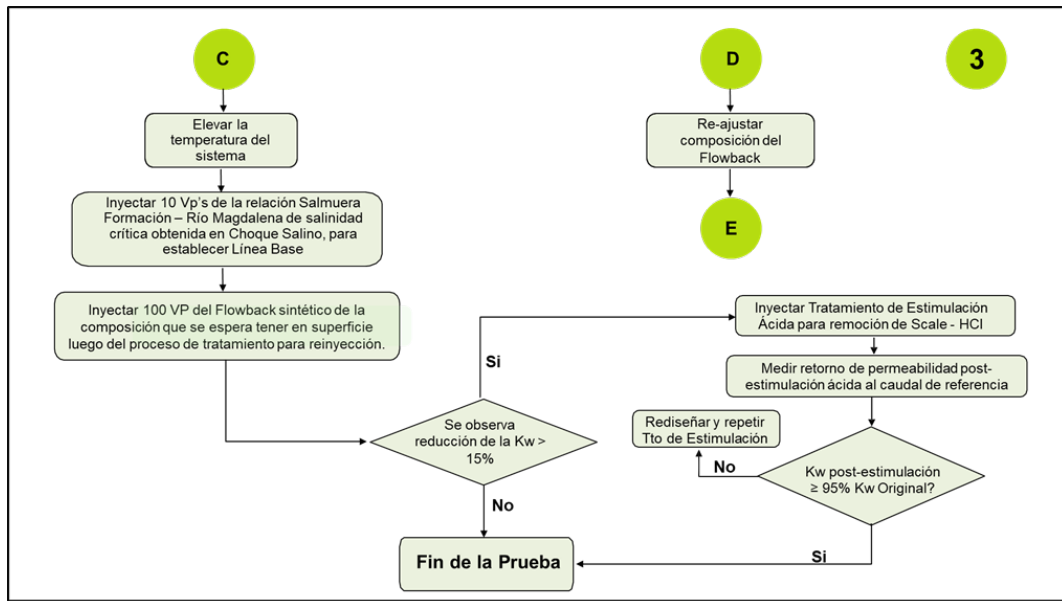 C
D
3
Elevar la
temperatura del
sistema
Re-ajustar
composición del
Flowback
Inyectar 10 Vp's de la relación Salmuera
Formación – Río Magdalena de salinidad
crítica obtenida en Choque Salino, para
establecer Línea Base
E
Inyectar 100 VP del Flowback sintético de la
composición que se espera tener en superficie
luego del proceso de tratamiento para reinyección.
Inyectar Tratamiento de Estimulación
Ácida para remoción de Scale - HCl
Si
Medir retorno de permeabilidad post-
estimulación ácida al caudal de referencia
Se observa
reducción de la Kw >
15%
Rediseñar y repetir
Tto de Estimulación
No
Kw post-estimulación
≥ 95% Kw Original?
No
Fin de la Prueba
Si